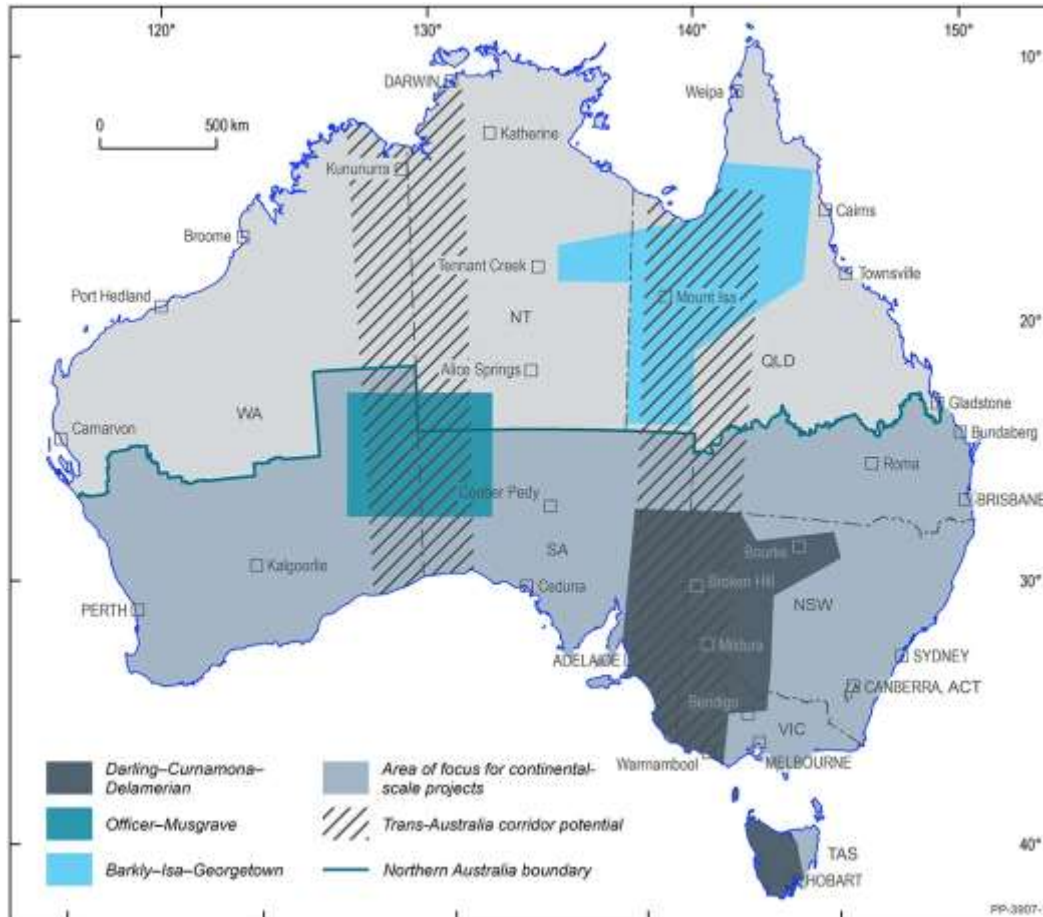 120°
130°
140°
150°
10°
DARWIN
Weipa
0
500 km
Katherine
Kununurra
Cairns
Broome
Tennant Creek
Townsville
Mount Isa
Port Hedland
NT
20°
Alice Springs
QLD
WA
Gladstone
Carnarvon
Bundaberg
Roma
Coober Pedy
BRISBANE
SA
Bourke
Kalgoorlie
Ceduna
Broken Hill
30°
NSW
PERTH
Mildura
ADELAIDE
SYDNEY
CANBERRA, ACT
Bendigo
VIC
Warrnambool
MELBOURNE
Darling–Curnamona–
Delamerian
Area of focus for continental-
scale projects
Officer–Musgrave
Trans-Australia corridor potential
Barkly–Isa–Georgetown
Northern Australia boundary
40°
TAS
HOBART
PP-3907-1